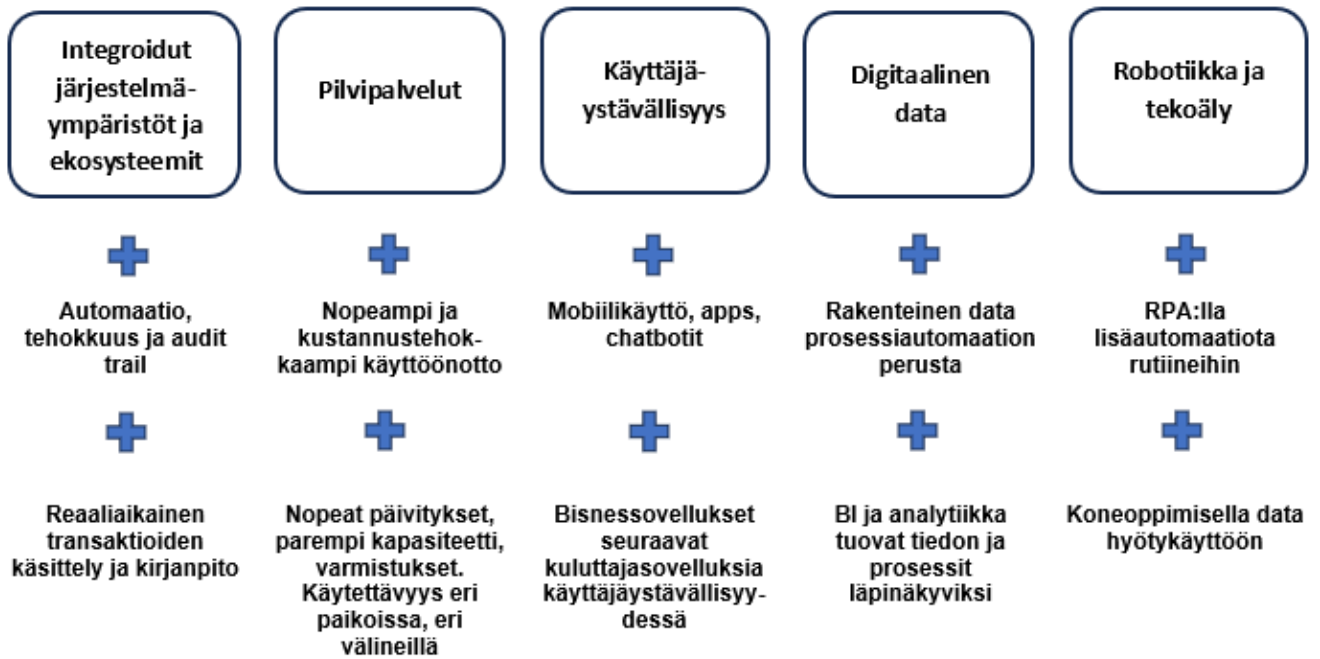 Integroidut
järjestelmä-
ympäristöt ja
ekosysteemit
Pilvipalvelut
Käyttäjä-
ystävällisyys
Digitaalinen
data
Robotiikka ja
tekoäly
Automaatio,
tehokkuus ja audit
trail
Nopeampi ja
kustannustehok-
kaampi käyttöönotto
Mobiilikäyttö, apps,
chatbotit
Rakenteinen data
prosessiautomaation
perusta
RPA:lla
lisäautomaatiota
rutiineihin
Reaaliaikainen
transaktioiden
käsittely ja kirjanpito
Nopeat päivitykset,
parempi kapasiteetti,
varmistukset.
Käytettävyys eri
paikoissa, eri
välineillä
Bisnessovellukset
seuraavat
kuluttajasovelluksia
käyttäjäystävällisyy-
dessä
BI ja analytiikka
tuovat tiedon ja
prosessit
läpinäkyviksi
Koneoppimisella data
hyötykäyttöön